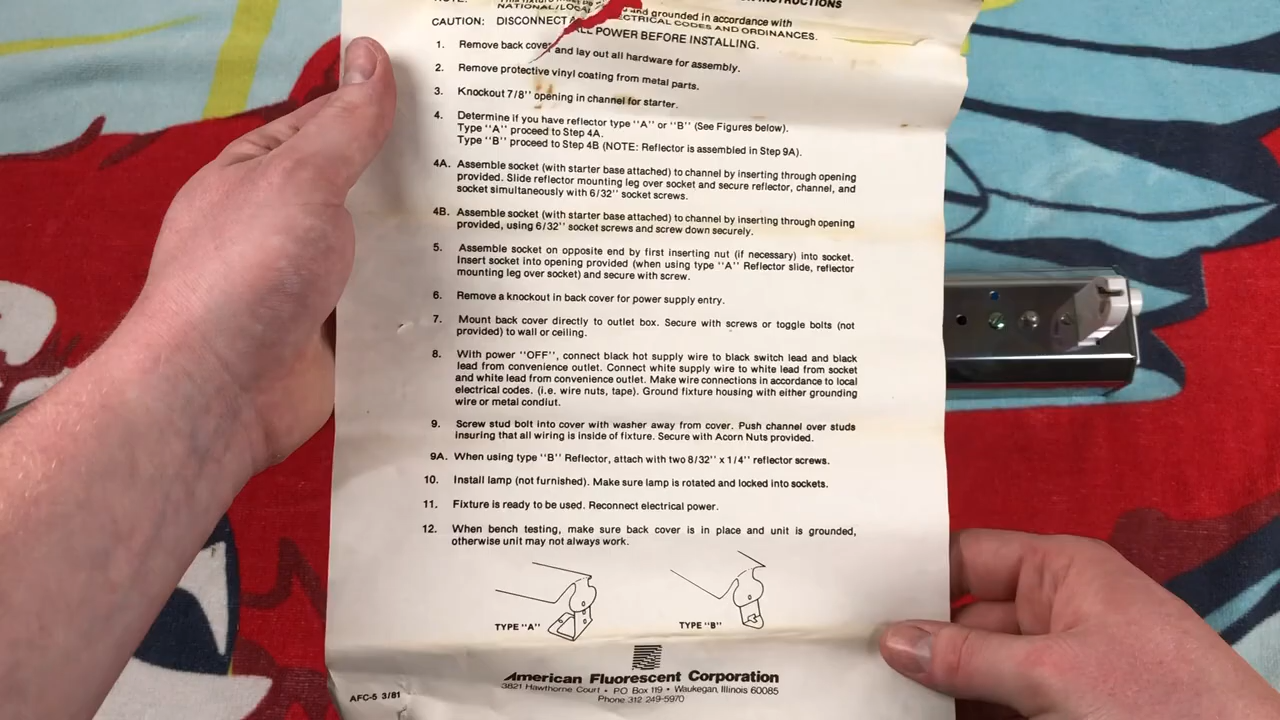 INSTRUCTIONS
NOTE:
and grounded in accordance with
NATIONAL/LOCAL ELECTRICAL CODES AND ORDINANCES.
CAUTION: DISCONNECT ALL POWER BEFORE INSTALLING.
1. Remove back cover and lay out all hardware for assembly.
2. Remove protective vinyl coating from metal parts.
3. Knockout 7/8" opening in channel for starter.
4. Determine if you have reflector type "A" or "B" (See Figures below).
Type "A" proceed to Step 4A.
Type "B" proceed to Step 4B (NOTE: Reflector is assembled in Step 9A).
4A. Assemble socket (with starter base attached) to channel by inserting through opening
provided. Slide reflector mounting leg over socket and secure reflector, channel, and
socket simultaneously with 6/32" socket screws.
4B. Assemble socket (with starter base attached) to channel by inserting through opening
provided, using 6/32" socket screws and screw down securely.
5. Assemble socket on opposite end by first inserting nut (if necessary) into socket.
Insert socket into opening provided (when using type "A" Reflector slide, reflector
mounting leg over socket) and secure with screw.
6. Remove a knockout in back cover for power supply entry.
7. Mount back cover directly to outlet box. Secure with screws or toggle bolts (not
provided) to wall or ceiling.
8. With power "OFF", connect black hot supply wire to black switch lead and black
lead from convenience outlet. Connect white supply wire to white lead from socket
and white lead from convenience outlet. Make wire connections in accordance to local
electrical codes. (i.e. wire nuts, tape). Ground fixture housing with either grounding
wire or metal condiut.
9. Screw stud bolt into cover with washer away from cover. Push channel over studs
insuring that all wiring is inside of fixture. Secure with Acorn Nuts provided.
9A. When using type "B" Reflector, attach with two 8/32" x 1/4" reflector screws.
10. Install lamp (not furnished). Make sure lamp is rotated and locked into sockets.
11. Fixture is ready to be used. Reconnect electrical power.
12. When bench testing, make sure back cover is in place and unit is grounded,
otherwise unit may not always work.
TYPE "A" TYPE "B"
American Fluorescent Corporation
3821 Hawthorne Court • PO Box 119 • Waukegan, Illinois 60085
Phone 312 249-5970
AFC-5 3/81